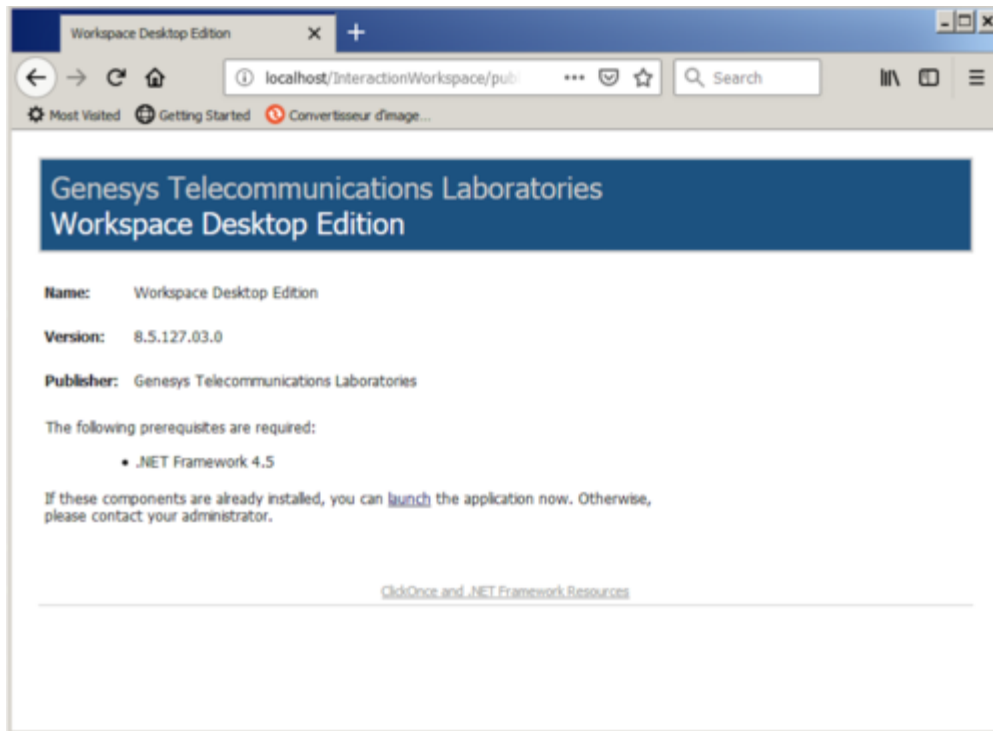 Workspace Desktop Edition
localhost/InteractionWorkspace/publ
Search
Most Visited Getting Started Convertisseur d'image...
Genesys Telecommunications Laboratories
Workspace Desktop Edition
Name: Workspace Desktop Edition
Version: 8.5.127.03.0
Publisher: Genesys Telecommunications Laboratories
The following prerequisites are required:
• .NET Framework 4.5
If these components are already installed, you can launch the application now. Otherwise,
please contact your administrator.
ClickOnce and .NET Framework Resources